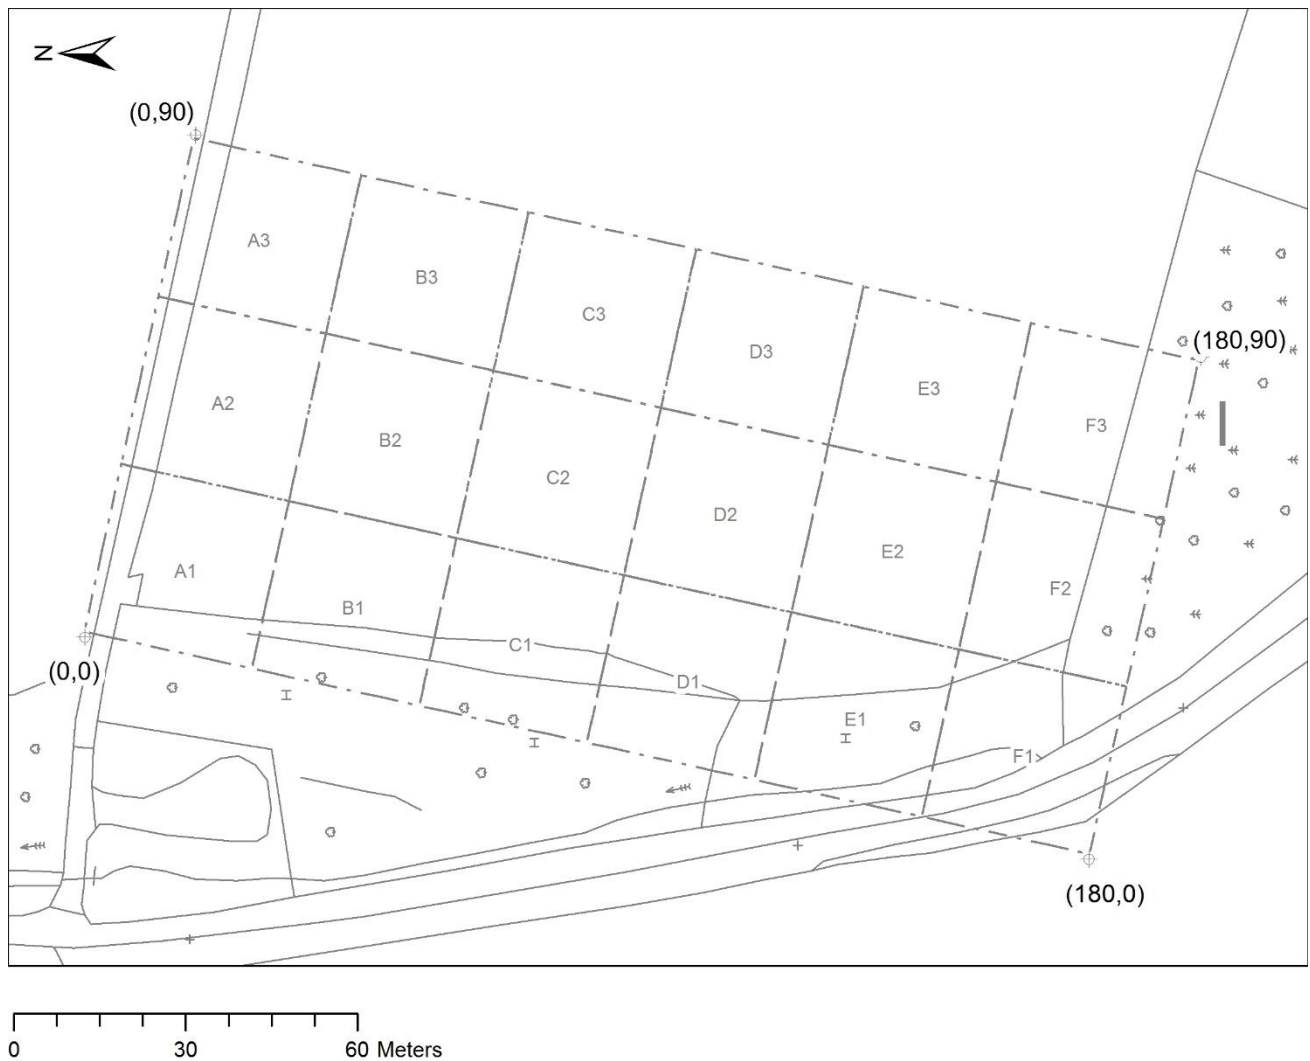 N
(0,90)
A3
B3
C3
(180,90)
D3
E3
A2
F3
B2
C2
D2
E2
A1
F2
B1
C1
(0,0)
D1
E1
F1
(180,0)
0 30 60 Meters